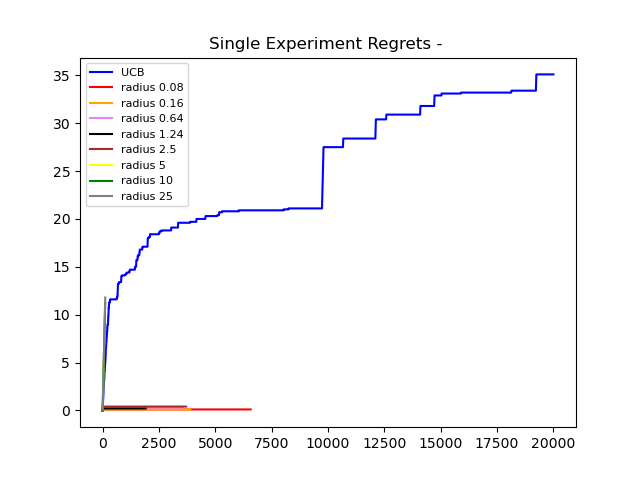 Single Experiment Regrets -
UCB
radius 0.08
radius 0.16
radius 0.64
radius 1.24
radius 2.5
radius 5
radius 10
radius 25
35
30
25
20
15
10
5
0
0 2500 5000 7500 10000 12500 15000 17500 20000